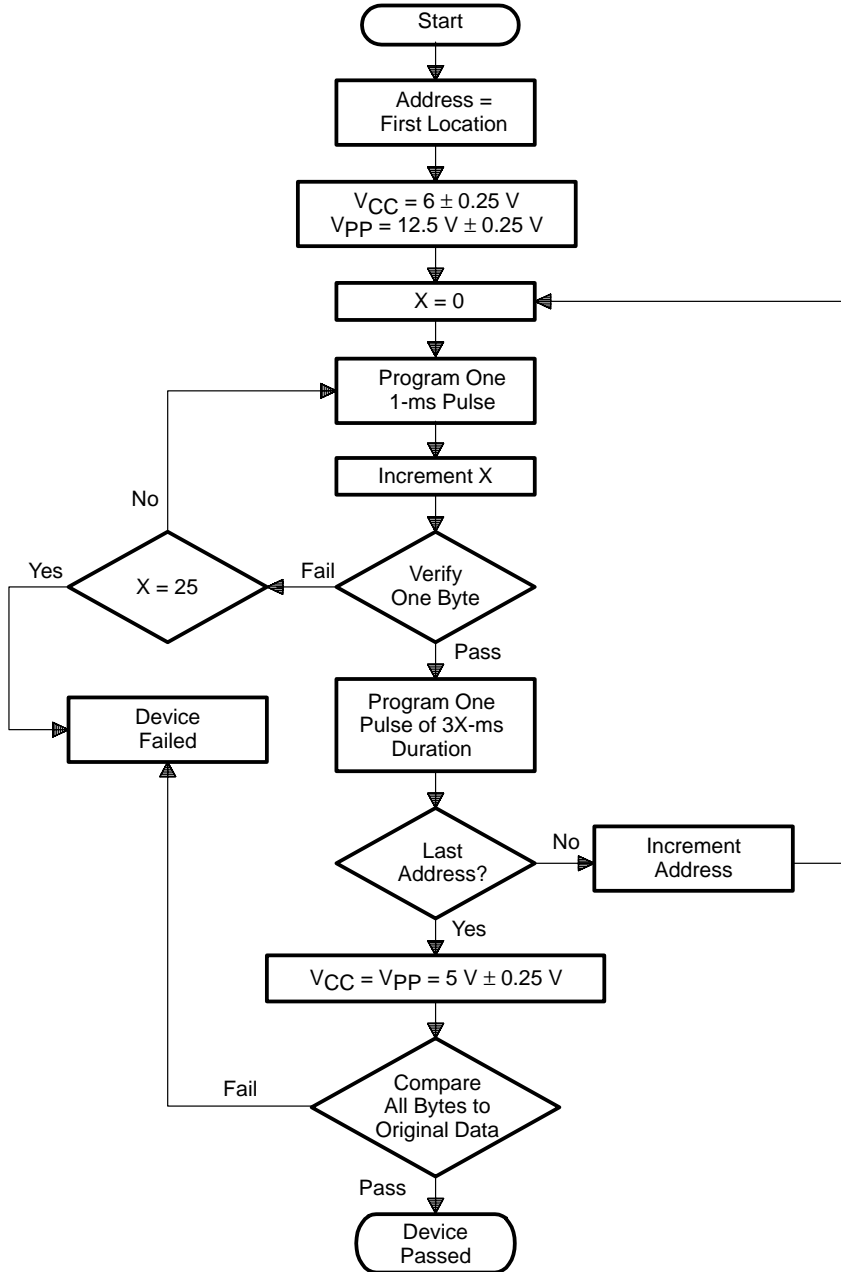 Start
Address =
First Location
VCC = 6 ± 0.25 V
VPP = 12.5 V ± 0.25 V
X = 0
Program One
1-ms Pulse
Increment X
No
Yes
X = 25
Fail
Verify
One Byte
Pass
Device
Failed
Program One
Pulse of 3X-ms
Duration
Last
Address?
No
Increment
Address
Yes
VCC = VPP = 5 V ± 0.25 V
Fail
Compare
All Bytes to
Original Data
Pass
Device
Passed